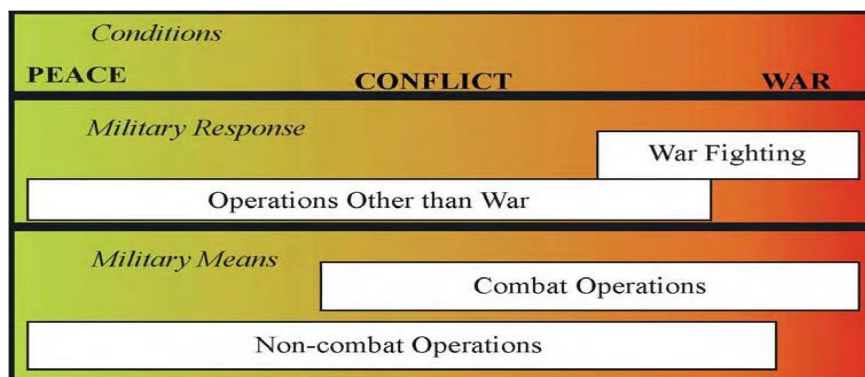 Conditions
PEACE CONFLICT WAR
Military Response
War Fighting
Operations Other than War
Military Means
Combat Operations
Non-combat Operations